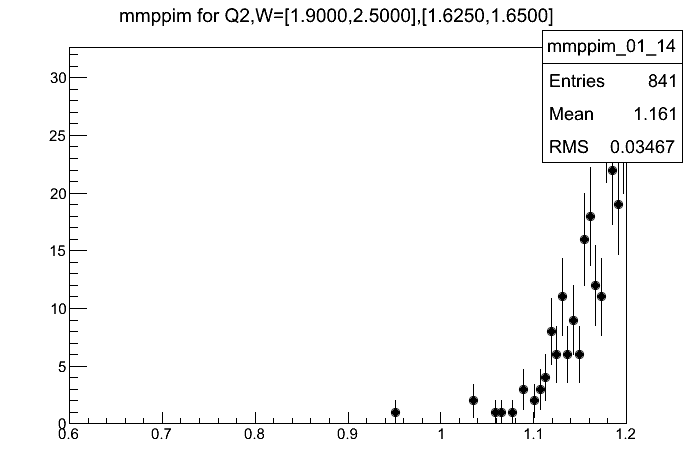 mmppim for Q2,W=[1.9000,2.5000],[1.6250,1.6500]
mmppim_01_14
Entries 841
Mean 1.161
RMS 0.03467
30
25
20
15
10
5
0
0.6 0.7 0.8 0.9 1 1.1 1.2